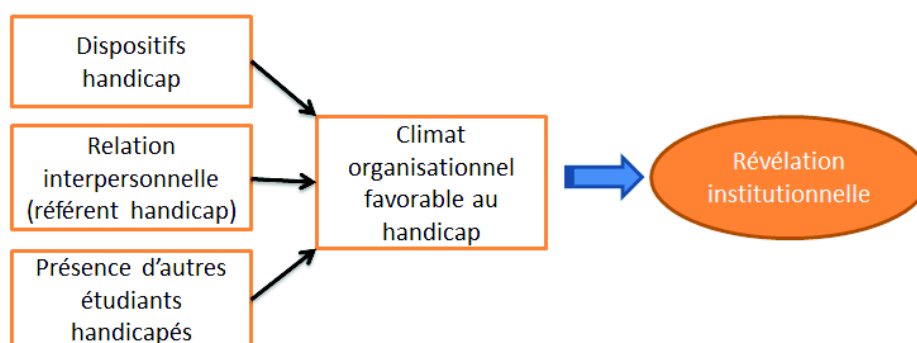 Dispositifs
handicap
Relation
interpersonnelle
(référent handicap)
Présence d'autres
étudiants
handicapés
Climat
organisationnel
favorable au
handicap
Révélation
institutionnelle